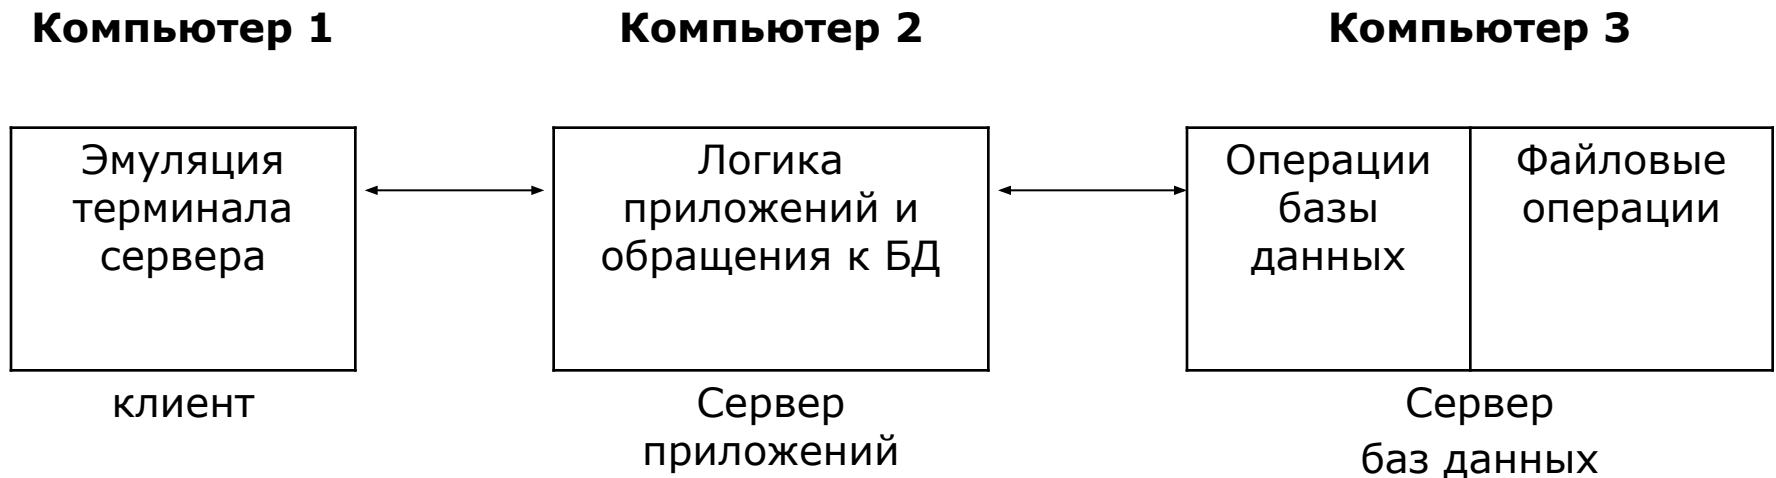 Компьютер 1
Компьютер 2
Компьютер 3
Эмуляция
терминала
сервера
Логика
приложений и
обращения к БД
Операции
базы
данных
Файловые
операции
клиент
Сервер
приложений
Сервер
баз данных